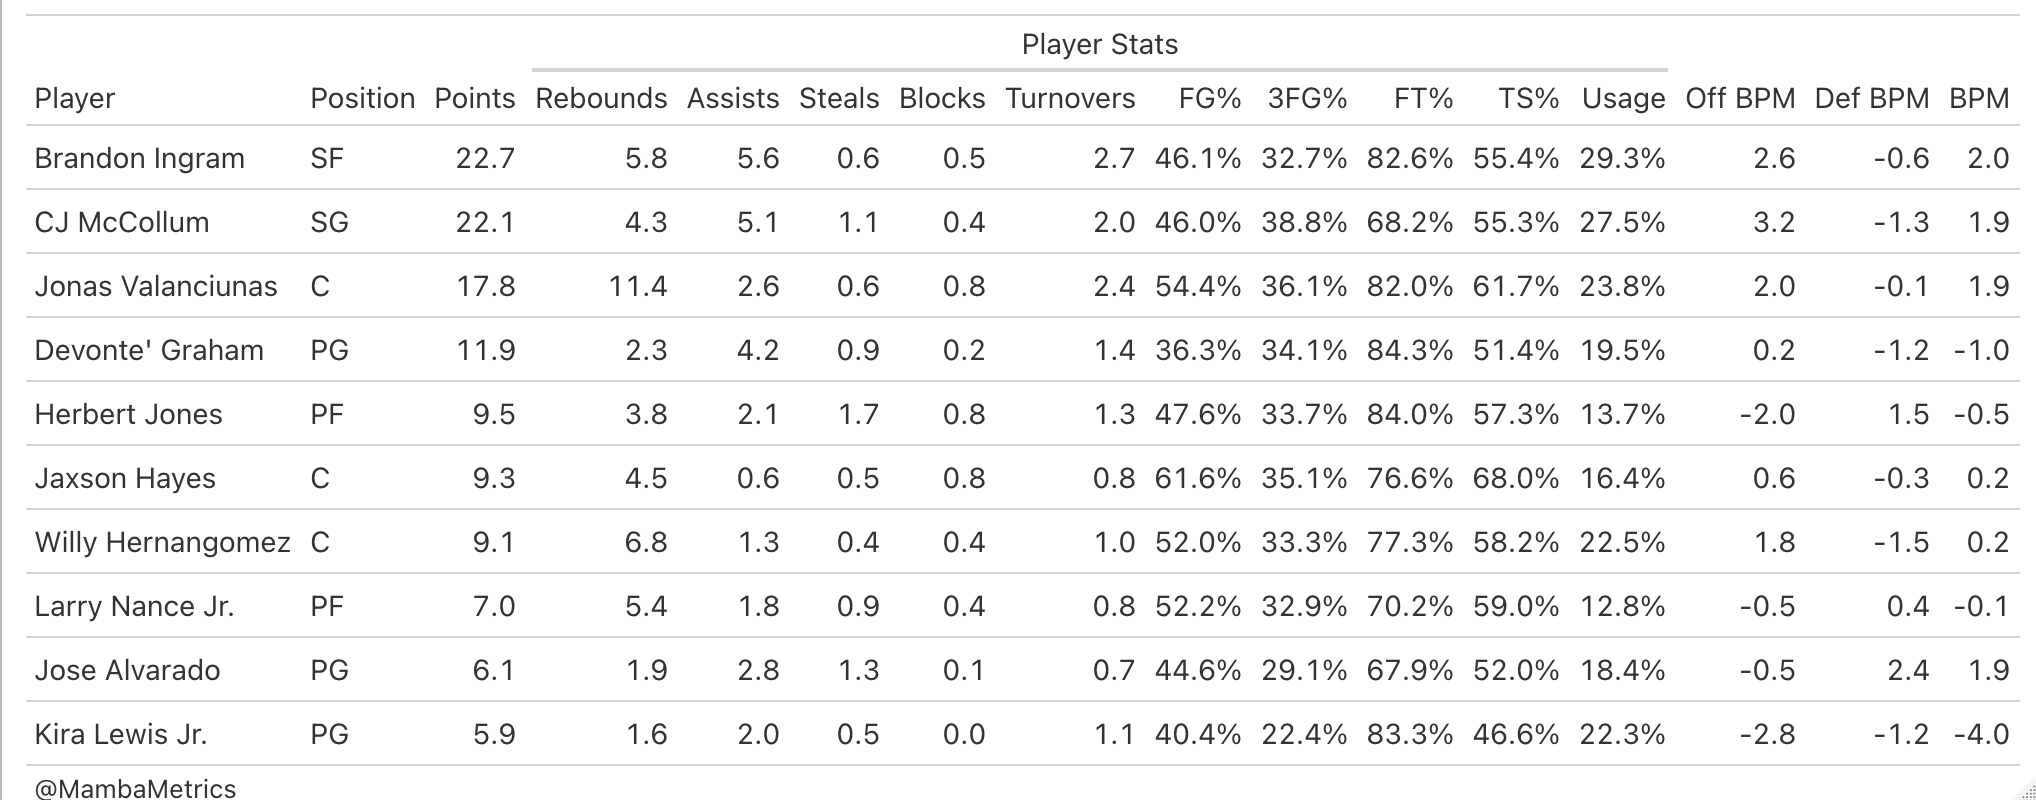 Player Stats
Player Position Points Rebounds Assists Steals Blocks Turnovers FG% 3FG% FT% TS% Usage Off BPM Def BPM BPM
Brandon Ingram SF 22.7 5.8 5.6 0.6 0.5 2.7 46.1% 32.7% 82.6% 55.4% 29.3% 2.6 -0.6 2.0
CJ McCollum SG 22.1 4.3 5.1 1.1 0.4 2.0 46.0% 38.8% 68.2% 55.3% 27.5% 3.2 -1.3 1.9
Jonas Valanciunas C 17.8 11.4 2.6 0.6 0.8 2.4 54.4% 36.1% 82.0% 61.7% 23.8% 2.0 -0.1 1.9
Devonte' Graham PG 11.9 2.3 4.2 0.9 0.2 1.4 36.3% 34.1% 84.3% 51.4% 19.5% 0.2 -1.2 -1.0
Herbert Jones PF 9.5 3.8 2.1 1.7 0.8 1.3 47.6% 33.7% 84.0% 57.3% 13.7% -2.0 1.5 -0.5
Jaxson Hayes C 9.3 4.5 0.6 0.5 0.8 0.8 61.6% 35.1% 76.6% 68.0% 16.4% 0.6 -0.3 0.2
Willy Hernangomez C 9.1 6.8 1.3 0.4 0.4 1.0 52.0% 33.3% 77.3% 58.2% 22.5% 1.8 -1.5 0.2
Larry Nance Jr. PF 7.0 5.4 1.8 0.9 0.4 0.8 52.2% 32.9% 70.2% 59.0% 12.8% -0.5 0.4 -0.1
Jose Alvarado PG 6.1 1.9 2.8 1.3 0.1 0.7 44.6% 29.1% 67.9% 52.0% 18.4% -0.5 2.4 1.9
Kira Lewis Jr. PG 5.9 1.6 2.0 0.5 0.0 1.1 40.4% 22.4% 83.3% 46.6% 22.3% -2.8 -1.2 -4.0
@MambaMetrics